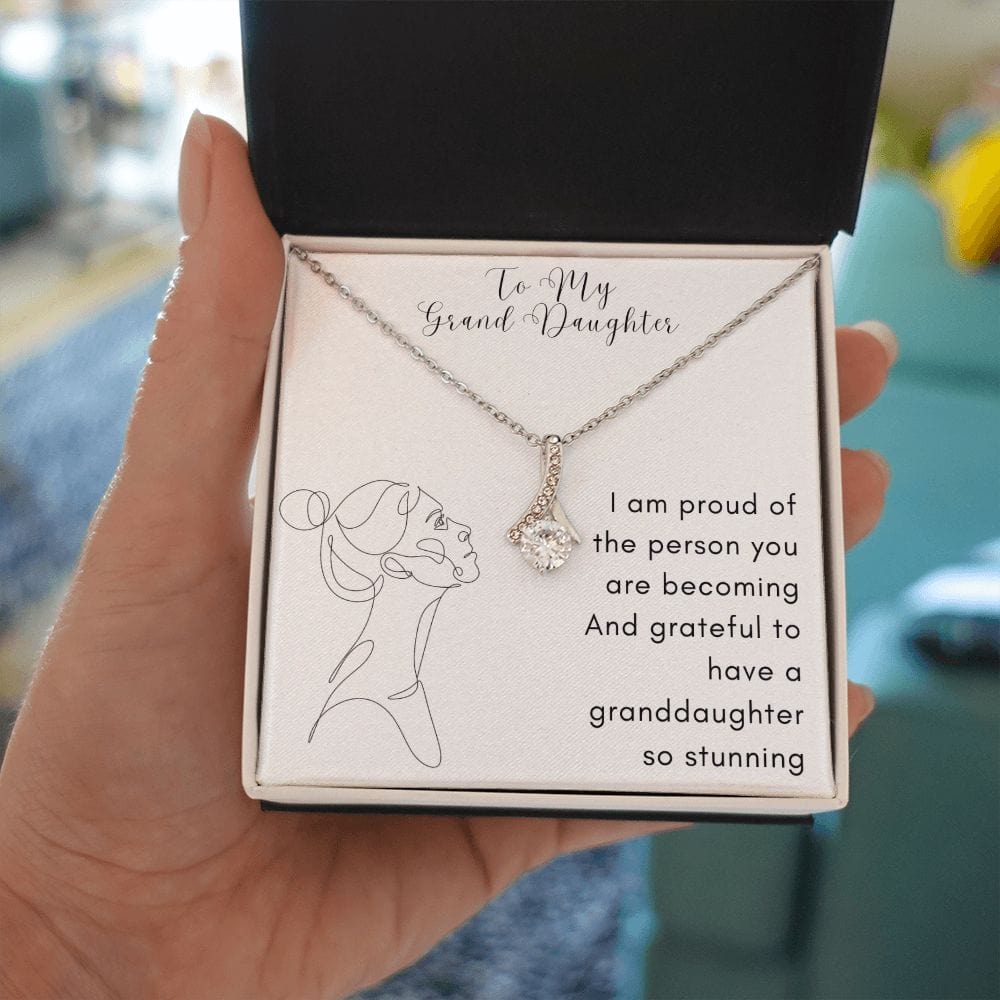 To My
Grand Daughter
I am proud of
the person you
are becoming
And grateful to
have a
granddaughter
so stunning